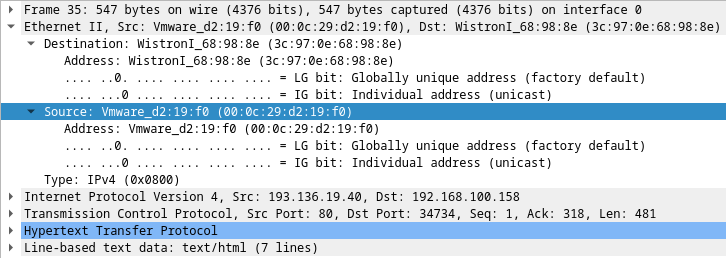 Frame 35: 547 bytes on wire (4376 bits), 547 bytes captured (4376 bits) on interface 0
Ethernet II, Src: Vmware_d2:19:f0 (00:0c:29:d2:19:f0), Dst: WistronI_68:98:8e (3c:97:0e:68:98:8e)
Destination: WistronI_68:98:8e (3c:97:0e:68:98:8e)
Address: WistronI_68:98:8e (3c:97:0e:68:98:8e)
.... ..0. .... .... .... .... = LG bit: Globally unique address (factory default)
.... ...0 .... .... .... .... = IG bit: Individual address (unicast)
Source: Vmware_d2:19:f0 (00:0c:29:d2:19:f0)
Address: Vmware_d2:19:f0 (00:0c:29:d2:19:f0)
.... ..0. .... .... .... .... = LG bit: Globally unique address (factory default)
.... ...0 .... .... .... .... = IG bit: Individual address (unicast)
Type: IPv4 (0x0800)
Internet Protocol Version 4, Src: 193.136.19.40, Dst: 192.168.100.158
Transmission Control Protocol, Src Port: 80, Dst Port: 34734, Seq: 1, Ack: 318, Len: 481
Hypertext Transfer Protocol
Line-based text data: text/html (7 lines)